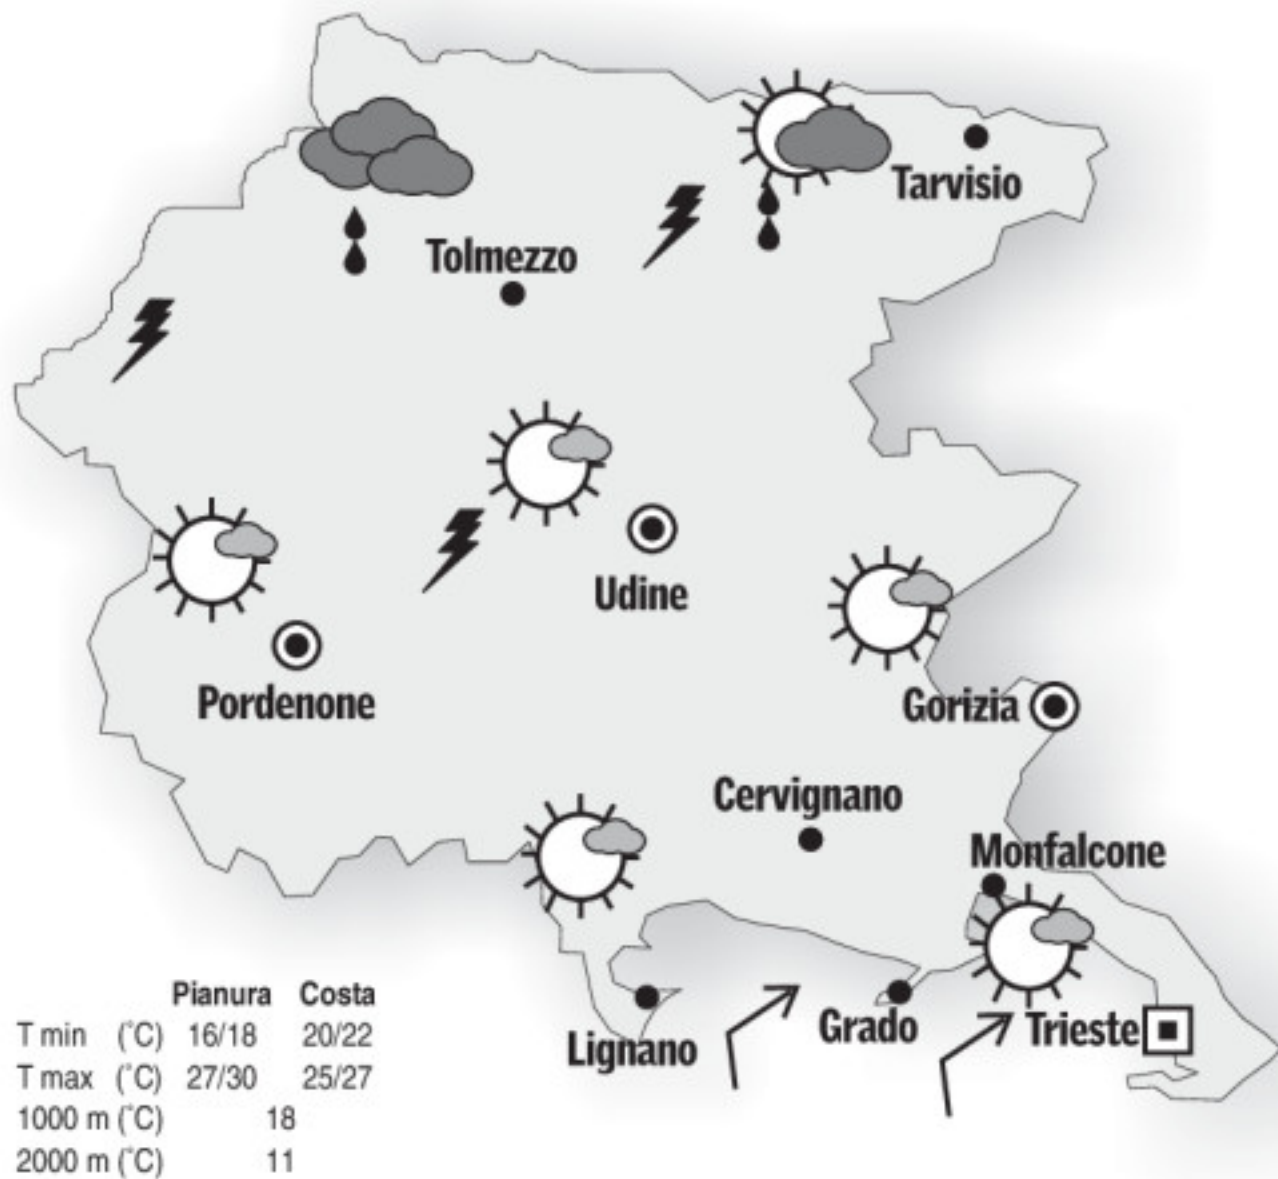 Tarvisio
Tolmezzo
Udine
Pordenone
Gorizia
Cervignano
Monfalcone
Grado
Trieste
Lignano
Pianura Costa
T min (°C) 16/18 20/22
T max (°C) 27/30 25/27
1000 m (°C) 18
2000 m (°C) 11